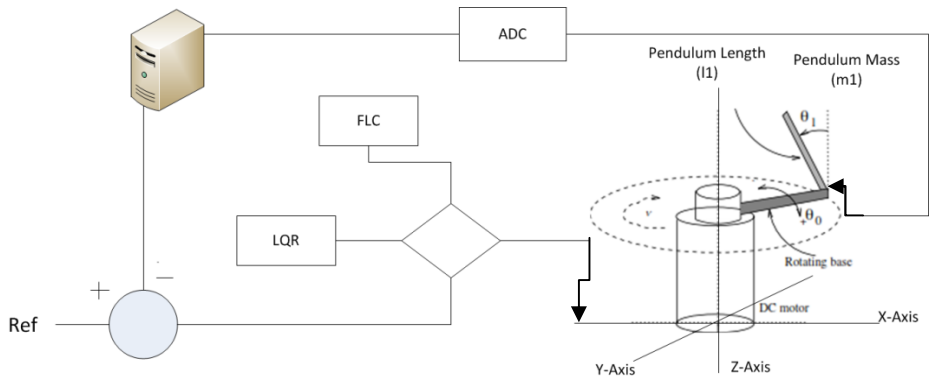 ADC
Pendulum Length
(l1)
Pendulum Mass
(m1)
FLC
θ1
LQR
v
+θ0
Rotating base
+
−
Ref
DC motor
X-Axis
Y-Axis
Z-Axis